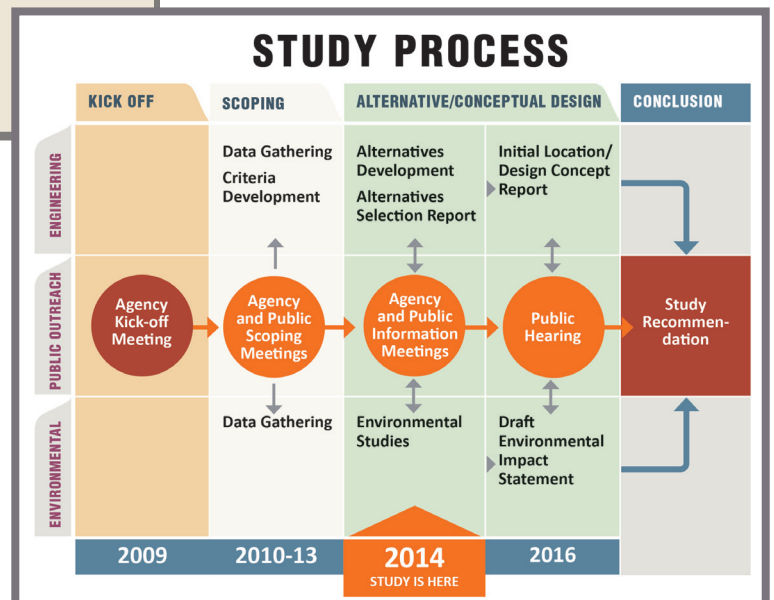 STUDY PROCESS
KICK OFF
SCOPING
ALTERNATIVE/CONCEPTUAL DESIGN
CONCLUSION
ENGINEERING
Data Gathering
Criteria
Development
Alternatives
Development
Alternatives
Selection Report
Initial Location/
Design Concept
Report
PUBLIC OUTREACH
Agency
Kick-off
Meeting
Agency
and Public
Scoping
Meetings
Agency
and Public
Information
Meetings
Public
Hearing
Study
Recommen-
dation
ENVIRONMENTAL
Data Gathering
Environmental
Studies
Draft
Environmental
Impact
Statement
2009
2010-13
2014
STUDY IS HERE
2016